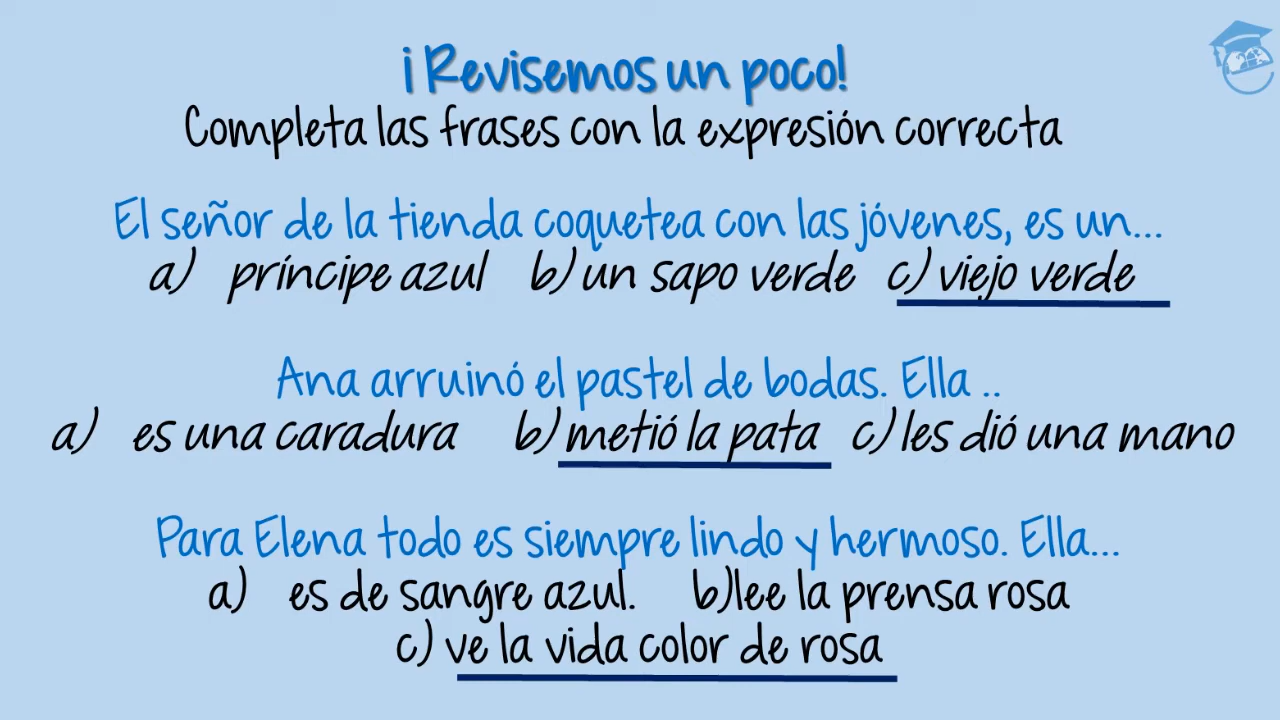 ¡Revisemos un poco!
Completa las frases con la expresión correcta
El señor de la tienda coquetea con las jóvenes, es un...
a) príncipe azul b) un sapo verde c) viejo verde
Ana arruinó el pastel de bodas. Ella ..
a) es una caradura b) metió la pata c) les dió una mano
Para Elena todo es siempre lindo y hermoso. Ella...
a) es de sangre azul. b)lee la prensa rosa
c) ve la vida color de rosa